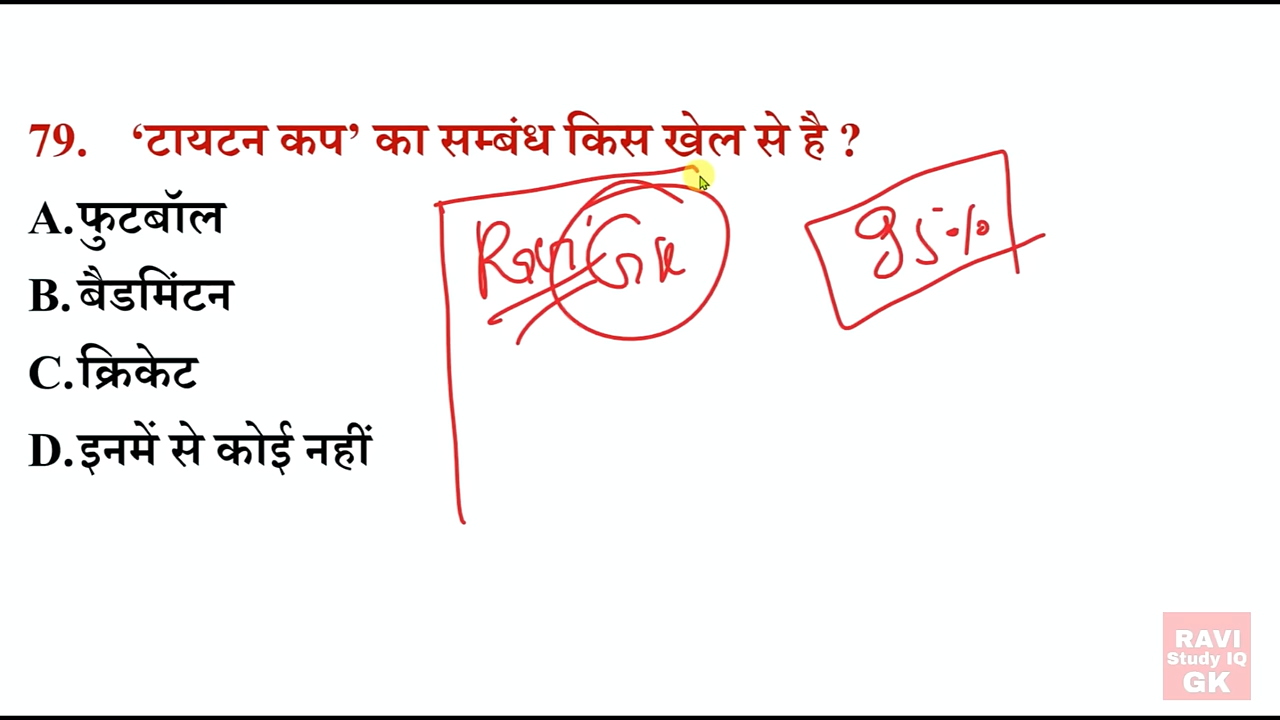 79. ‘टायटन कप’ का सम्बंध किस खेल से है ?
A. फुटबॉल
Ravi Gk
95%
B. बैडमिंटन
C. क्रिकेट
D. इनमें से कोई नहीं
RAVI
Study IQ
GK